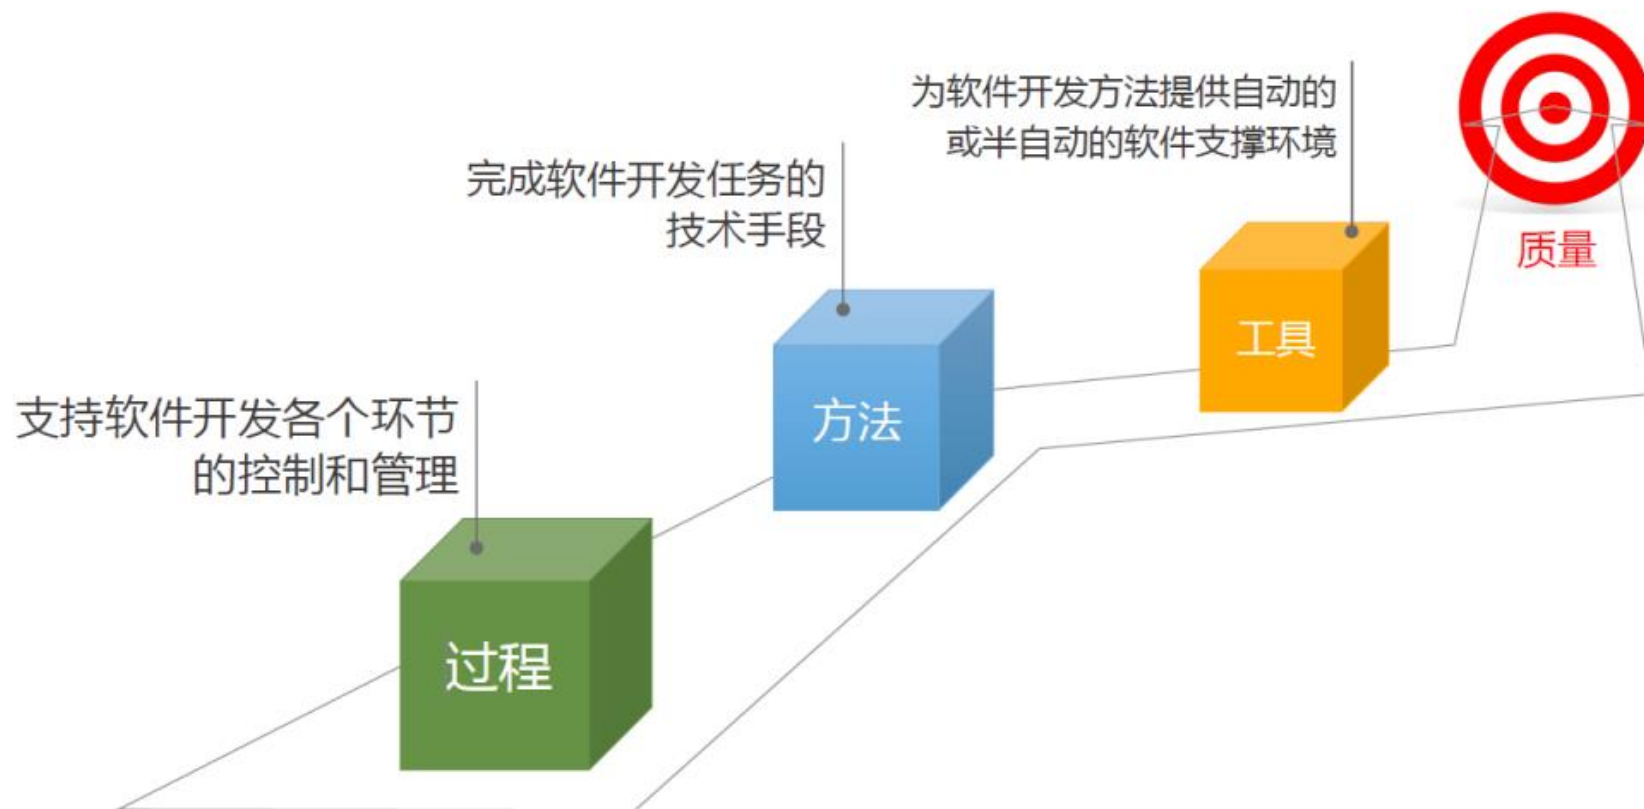 为软件开发方法提供自动的
或半自动的软件支撑环境
完成软件开发任务的
技术手段
质量
工具
支持软件开发各个环节
的控制和管理
方法
过程